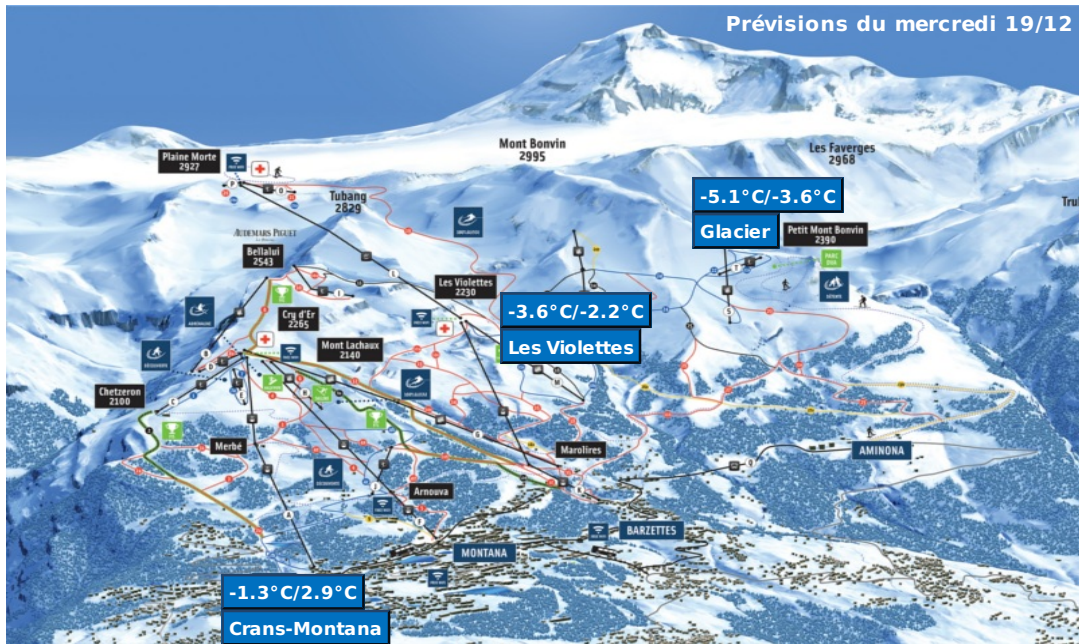 Prévisions du mercredi 19/12
Mont Bonvin
2995
Les Faverges
2968
Plaine Morte
2927
Tubang
2829
-5.1°C/-3.6°C
Glacier
Petit Mont Bonvin
2390
AUDEMARS PIGUET
Bellalui
2543
Les Violettes
2230
-3.6°C/-2.2°C
Les Violettes
Cry d'Er
2265
Mont Lachaux
2140
Chetzeron
2100
Merbé
Marolires
AMINONA
Arnouva
BARZETTES
MONTANA
-1.3°C/2.9°C
Crans-Montana